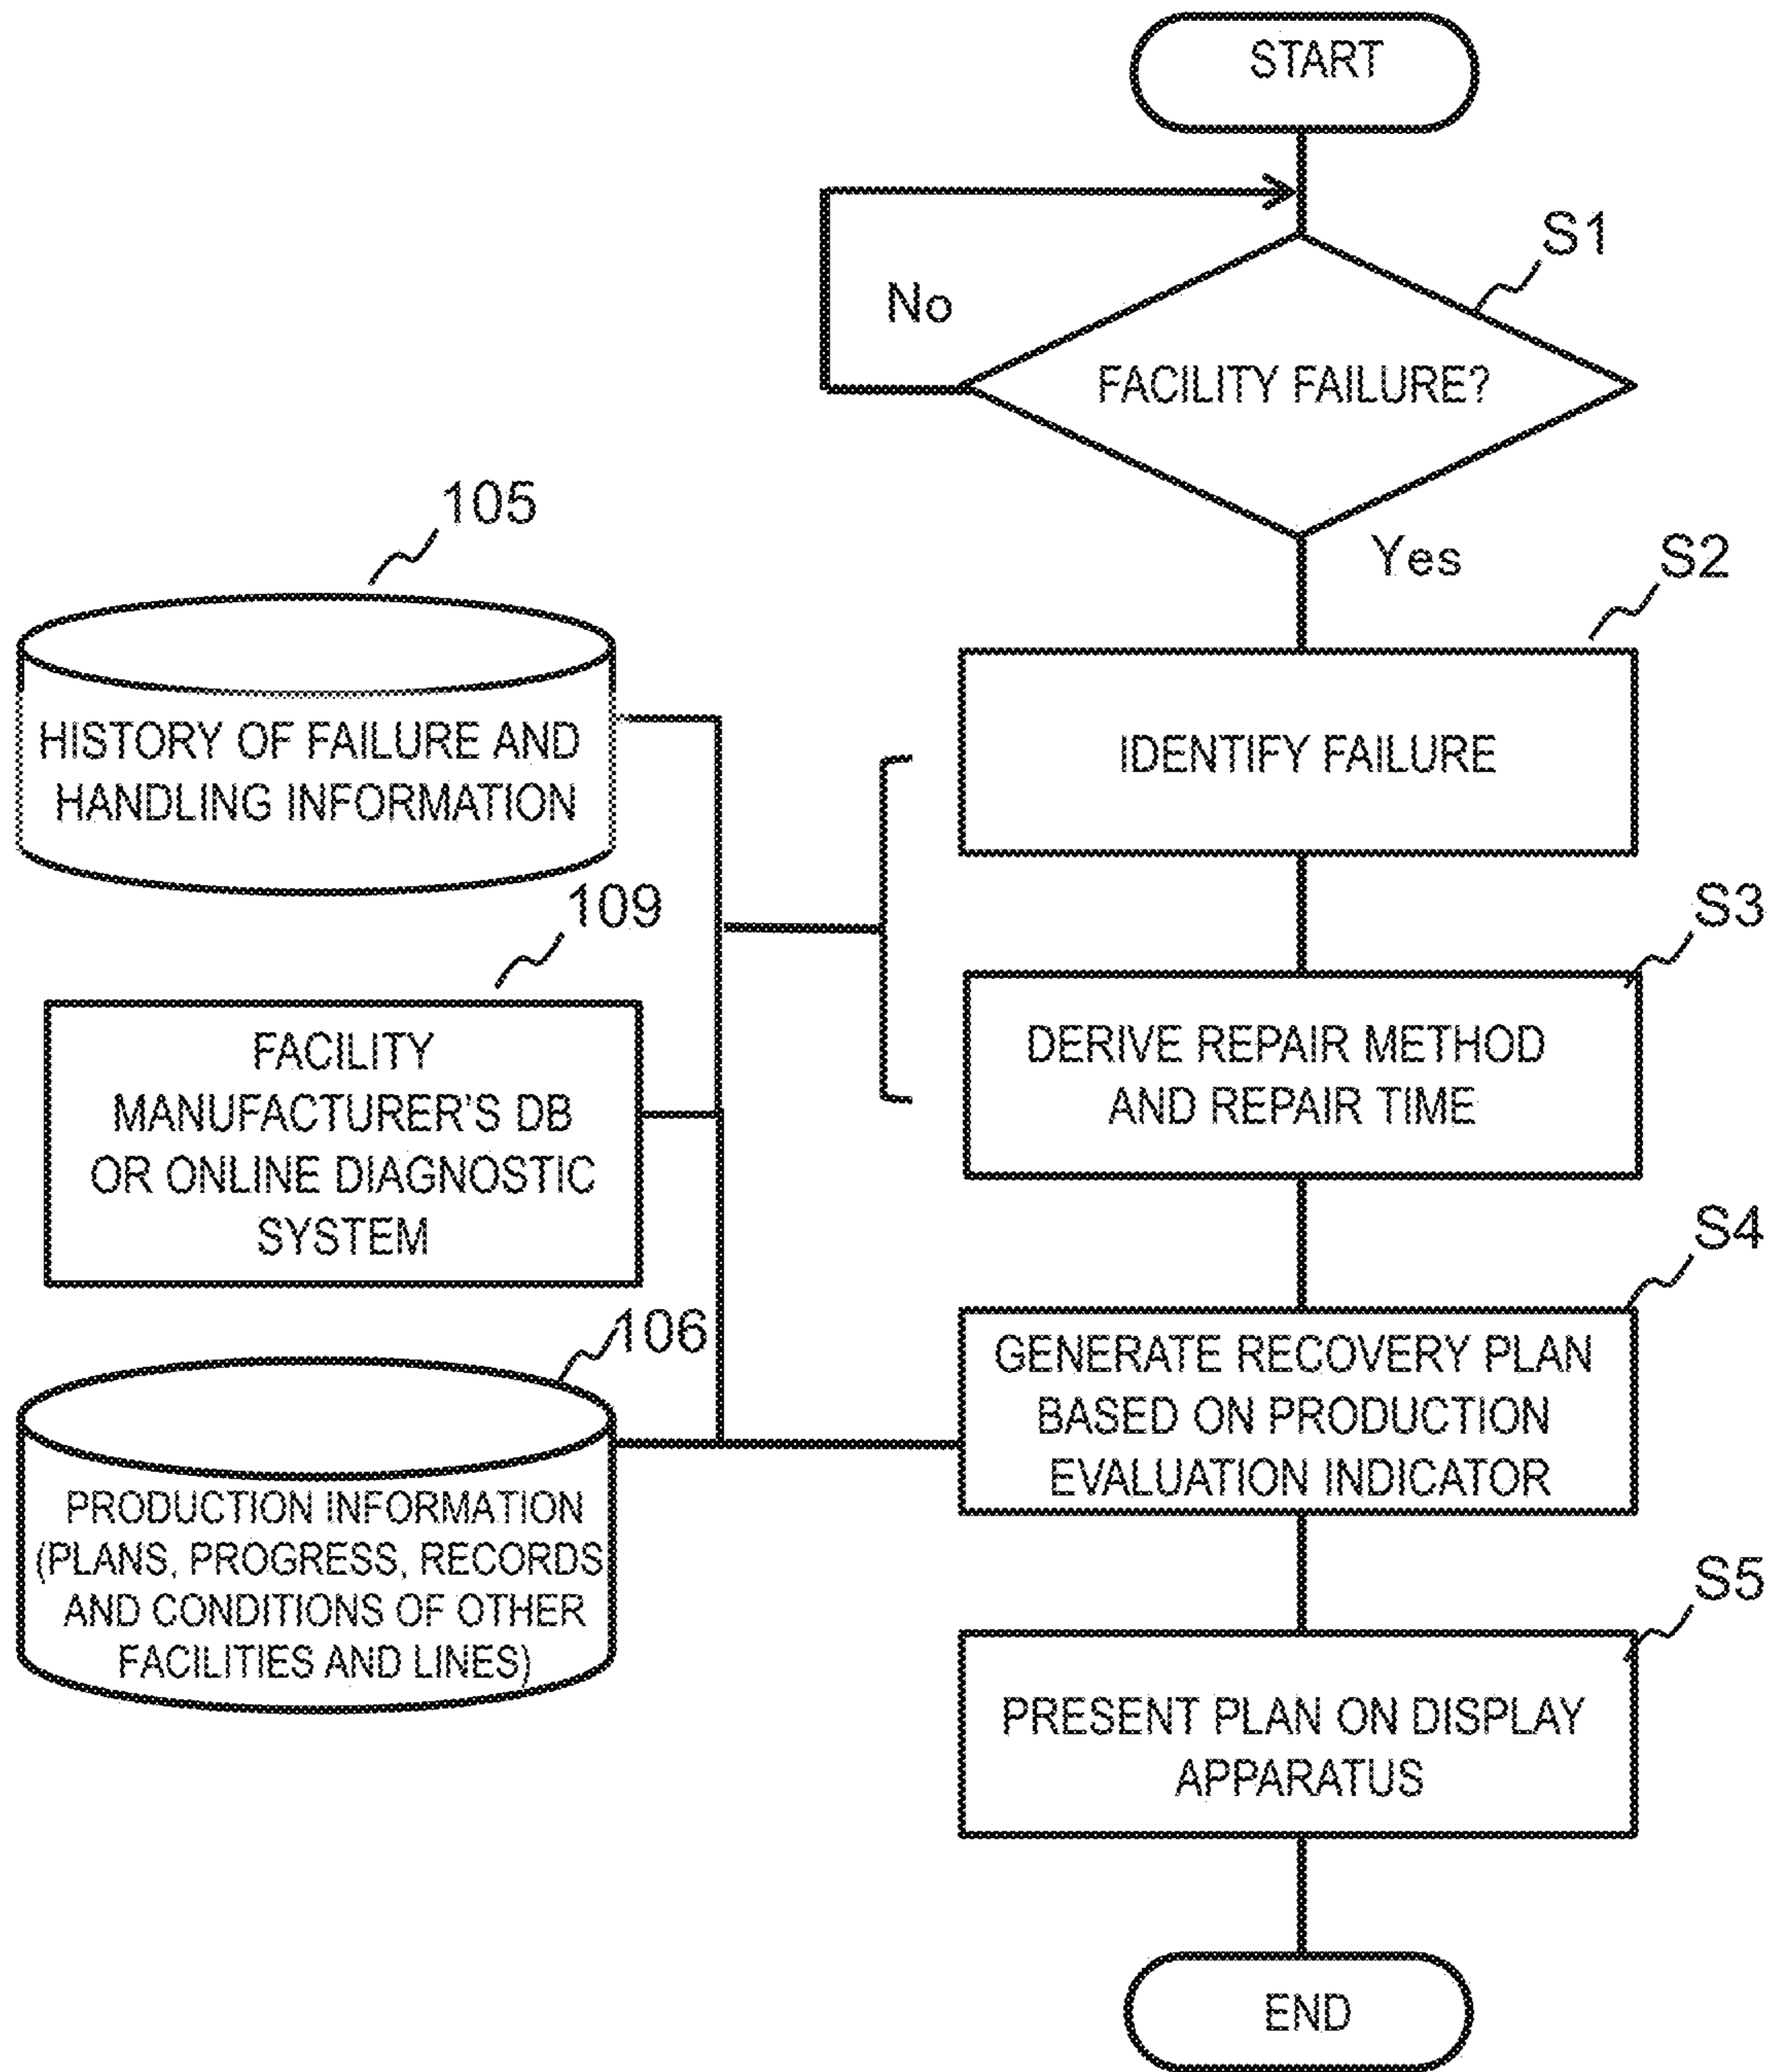 START
S1
No
FACILITY FAILURE?
Yes
S2
IDENTIFY FAILURE
105
HISTORY OF FAILURE AND
HANDLING INFORMATION
S3
DERIVE REPAIR METHOD
AND REPAIR TIME
109
FACILITY
MANUFACTURER'S DB
OR ONLINE DIAGNOSTIC
SYSTEM
S4
GENERATE RECOVERY PLAN
BASED ON PRODUCTION
EVALUATION INDICATOR
106
PRODUCTION INFORMATION
(PLANS, PROGRESS, RECORDS
AND CONDITIONS OF OTHER
FACILITIES AND LINES)
S5
PRESENT PLAN ON DISPLAY
APPARATUS
END